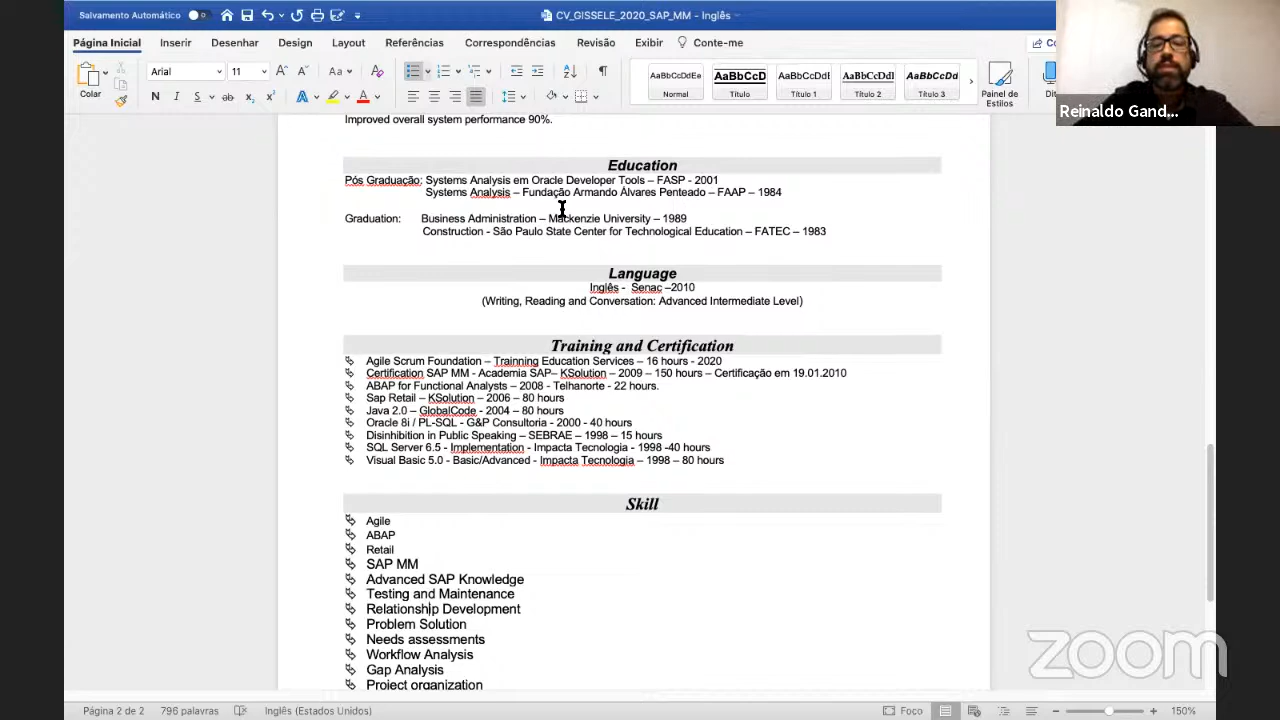 Salvamento Automático
CV_GISSELE_2020_SAP_MM - Inglês
Página Inicial Inserir Desenhar Design Layout Referências Correspondências Revisão Exibir Conte-me Co
Colar
Arial 11
AaBbCcDdEe AaBbCcD AaBbCcDdI AaBbCcDdI AaBbCcDd
Normal Título Título 1 Título 2 Título 3
Painel de Estilos
Dit
Reinaldo Gand...
Improved overall system performance 90%.
Education
Pós Graduação: Systems Analysis em Oracle Developer Tools – FASP - 2001
Systems Analysis – Fundação Armando Álvares Penteado – FAAP – 1984
Graduation: Business Administration – Mackenzie University – 1989
Construction - São Paulo State Center for Technological Education – FATEC – 1983
Language
Inglês - Senac –2010
(Writing, Reading and Conversation: Advanced Intermediate Level)
Training and Certification
Agile Scrum Foundation – Trainning Education Services – 16 hours - 2020
Certification SAP MM - Academia SAP– KSolution – 2009 – 150 hours – Certificação em 19.01.2010
ABAP for Functional Analysts – 2008 - Telhanorte - 22 hours.
Sap Retail – KSolution – 2006 – 80 hours
Java 2.0 – GlobalCode - 2004 – 80 hours
Oracle 8i / PL-SQL - G&P Consultoria - 2000 - 40 hours
Disinhibition in Public Speaking – SEBRAE – 1998 – 15 hours
SQL Server 6.5 - Implementation - Impacta Tecnologia - 1998 -40 hours
Visual Basic 5.0 - Basic/Advanced - Impacta Tecnologia – 1998 – 80 hours
Skill
Agile
ABAP
Retail
SAP MM
Advanced SAP Knowledge
Testing and Maintenance
Relationship Development
Problem Solution
Needs assessments
Workflow Analysis
Gap Analysis
Project organization
zoom
Página 2 de 2 796 palavras Inglês (Estados Unidos) Foco 150%